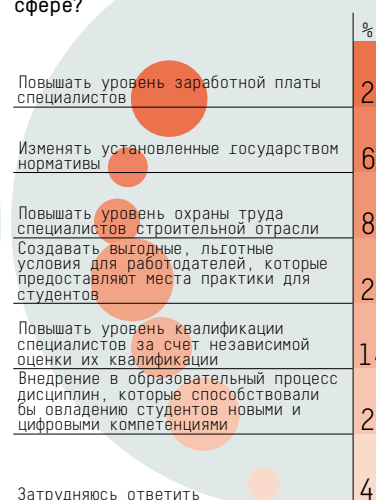 сфере?
%
Повышать уровень заработной платы
специалистов
2
Изменять установленные государством
нормативы
6
Повышать уровень охраны труда
специалистов строительной отрасли
8
Создавать выгодные, льготные
условия для работодателей, которые
предоставляют места практики для
студентов
2
Повышать уровень квалификации
специалистов за счет независимой
оценки их квалификации
1
Внедрение в образовательный процесс
дисциплин, которые способствовали
бы овладению студентов новыми и
цифровыми компетенциями
2
Затрудняюсь ответить
4